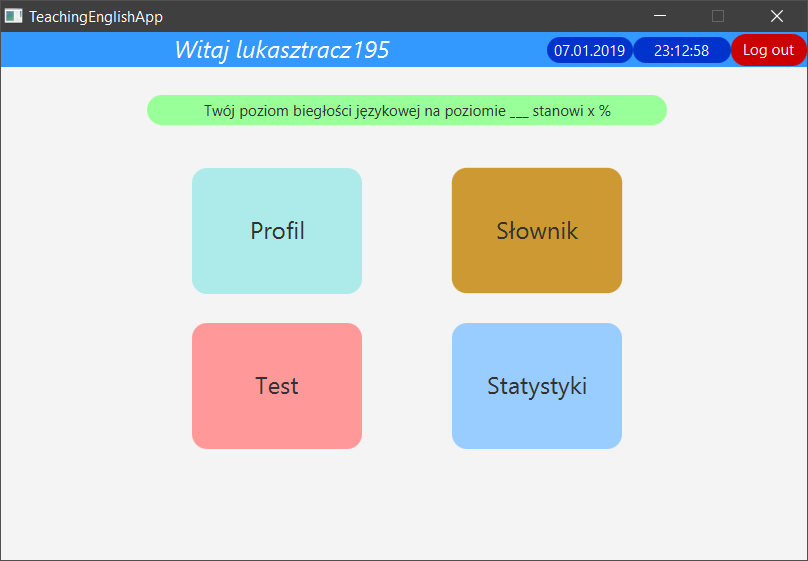 TeachingEnglishApp
Witaj lukasztracz195
07.01.2019
23:12:58
Log out
Twój poziom biegłości językowej na poziomie ___ stanowi x %
Profil
Słownik
Test
Statystyki